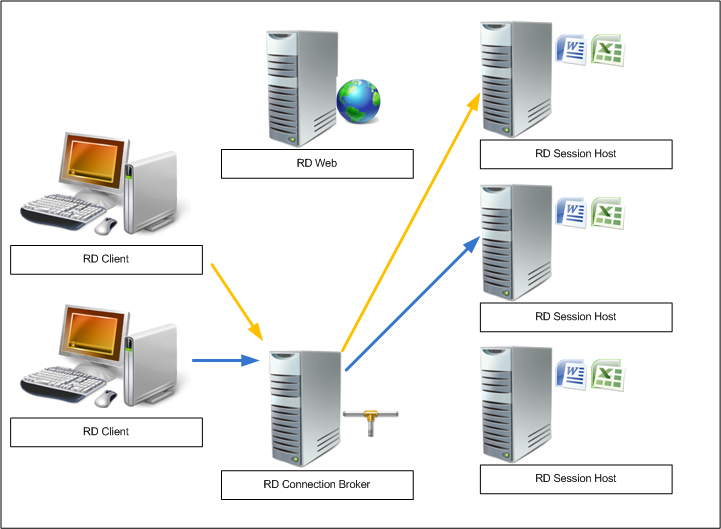 RD Web
RD Session Host
RD Client
RD Session Host
RD Client
RD Connection Broker
RD Session Host